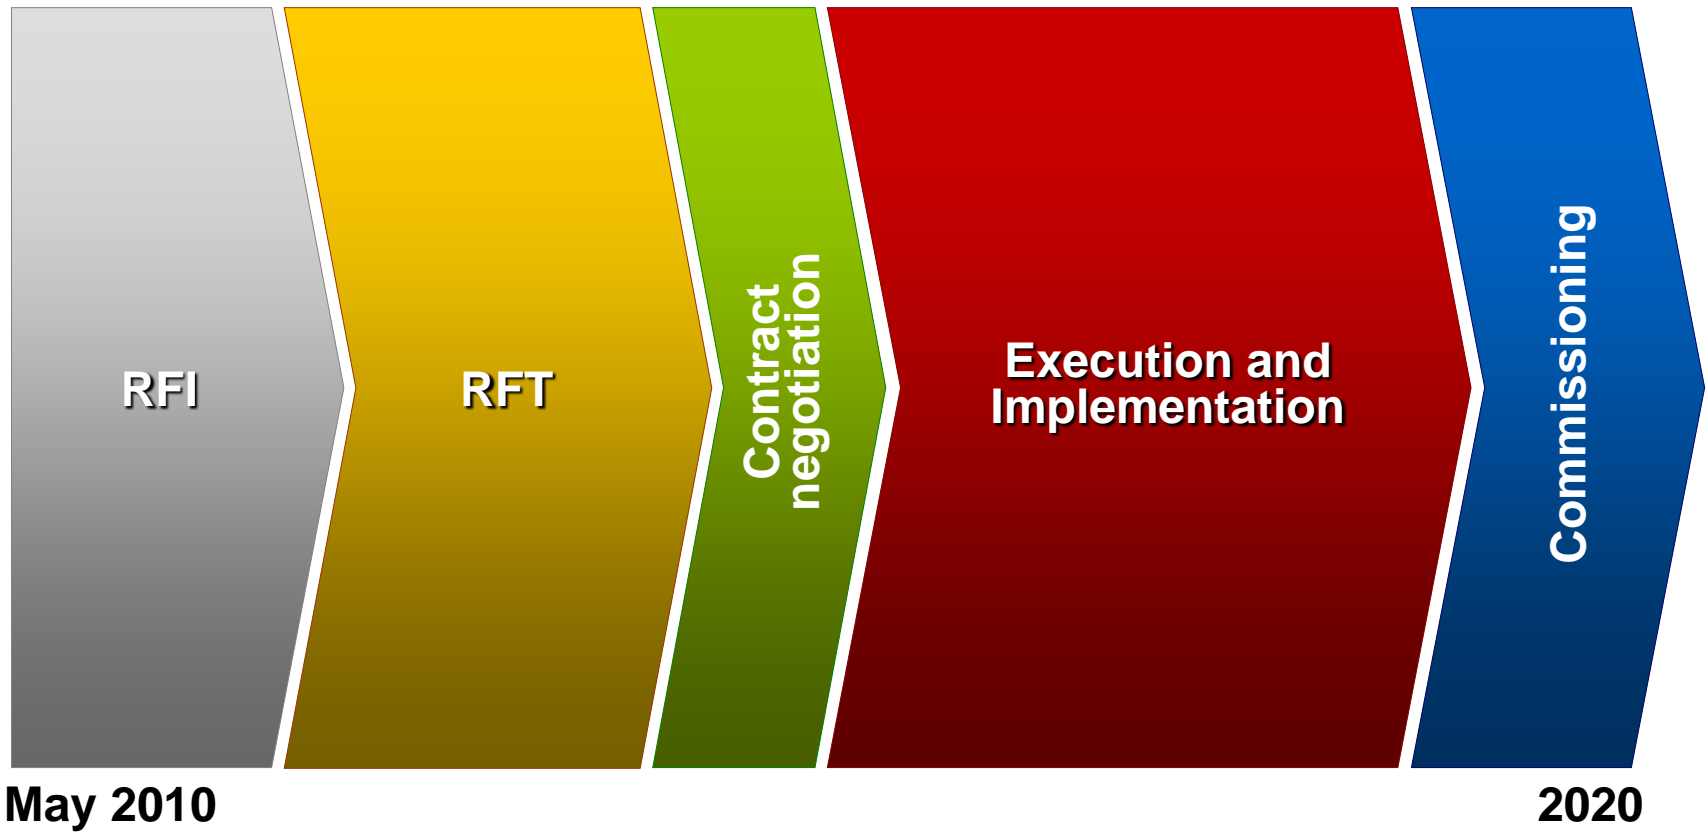 RFI
RFT
Contract
negotiation
Execution and
Implementation
Commissioning
May 2010
2020